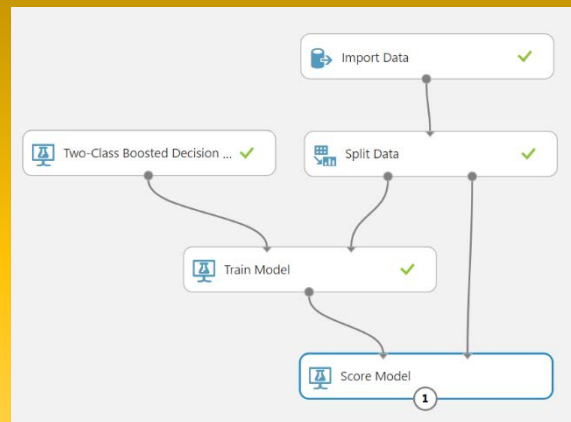 Import Data
Two-Class Boosted Decision ...
Split Data
Train Model
Score Model
1